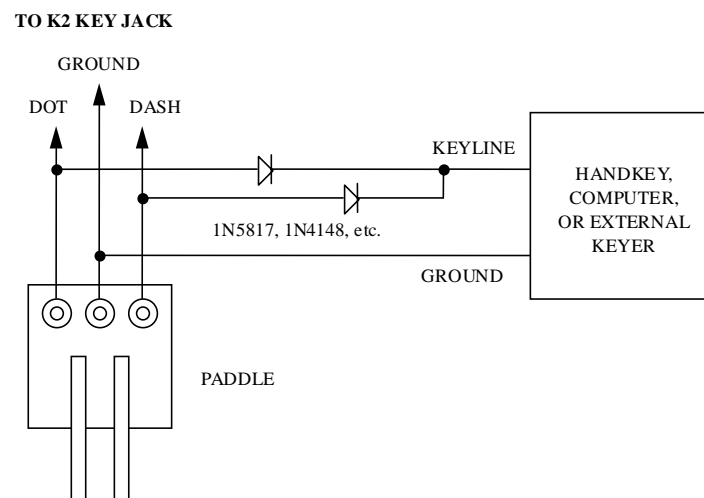 TO K2 KEY JACK
GROUND
DOT
DASH
KEYLINE
HANDKEY,
COMPUTER,
OR EXTERNAL
KEYER
1N5817, 1N4148, etc.
GROUND
PADDLE